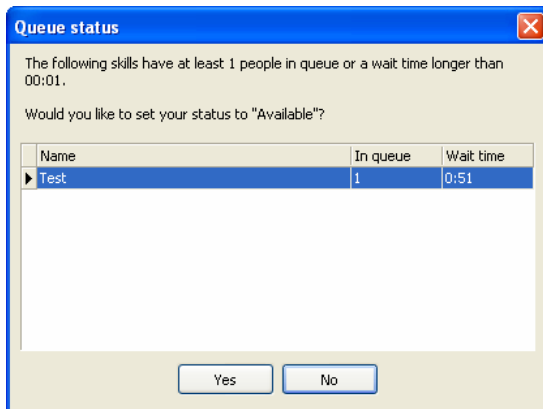 Queue status
The following skills have at least 1 people in queue or a wait time longer than
00:01.
Would you like to set your status to "Available"?
Name In queue Wait time
Test 1 0:51
Yes No